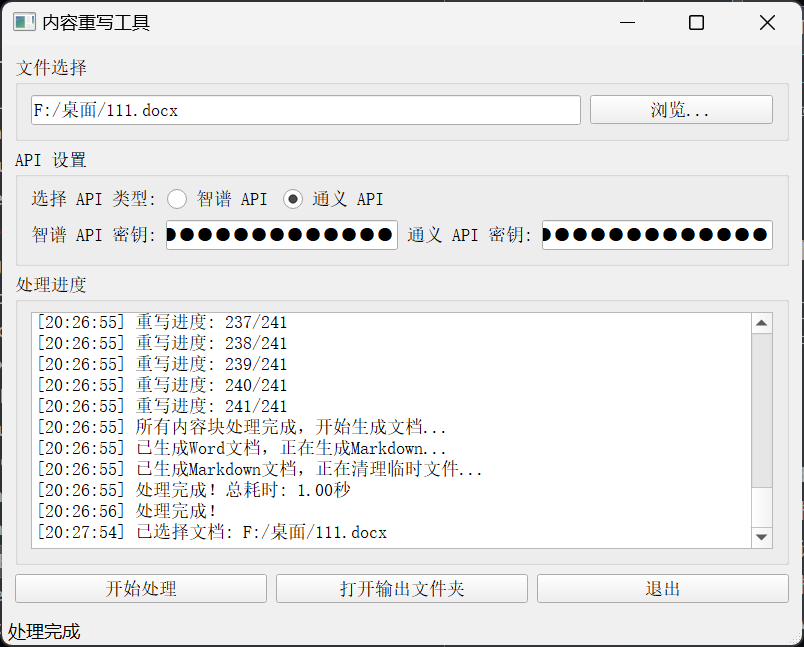 内容重写工具
文件选择
F:/桌面/111.docx 浏览...
API 设置
选择 API 类型: 智谱 API 通义 API
智谱 API 密钥: ●●●●●●●●●●●●● 通义 API 密钥: ●●●●●●●●●●●●●
处理进度
[20:26:55] 重写进度: 237/241
[20:26:55] 重写进度: 238/241
[20:26:55] 重写进度: 239/241
[20:26:55] 重写进度: 240/241
[20:26:55] 重写进度: 241/241
[20:26:55] 所有内容块处理完成，开始生成文档...
[20:26:55] 已生成Word文档，正在生成Markdown...
[20:26:55] 已生成Markdown文档，正在清理临时文件...
[20:26:55] 处理完成！总耗时: 1.00秒
[20:26:56] 处理完成！
[20:27:54] 已选择文档: F:/桌面/111.docx
开始处理 打开输出文件夹 退出
处理完成